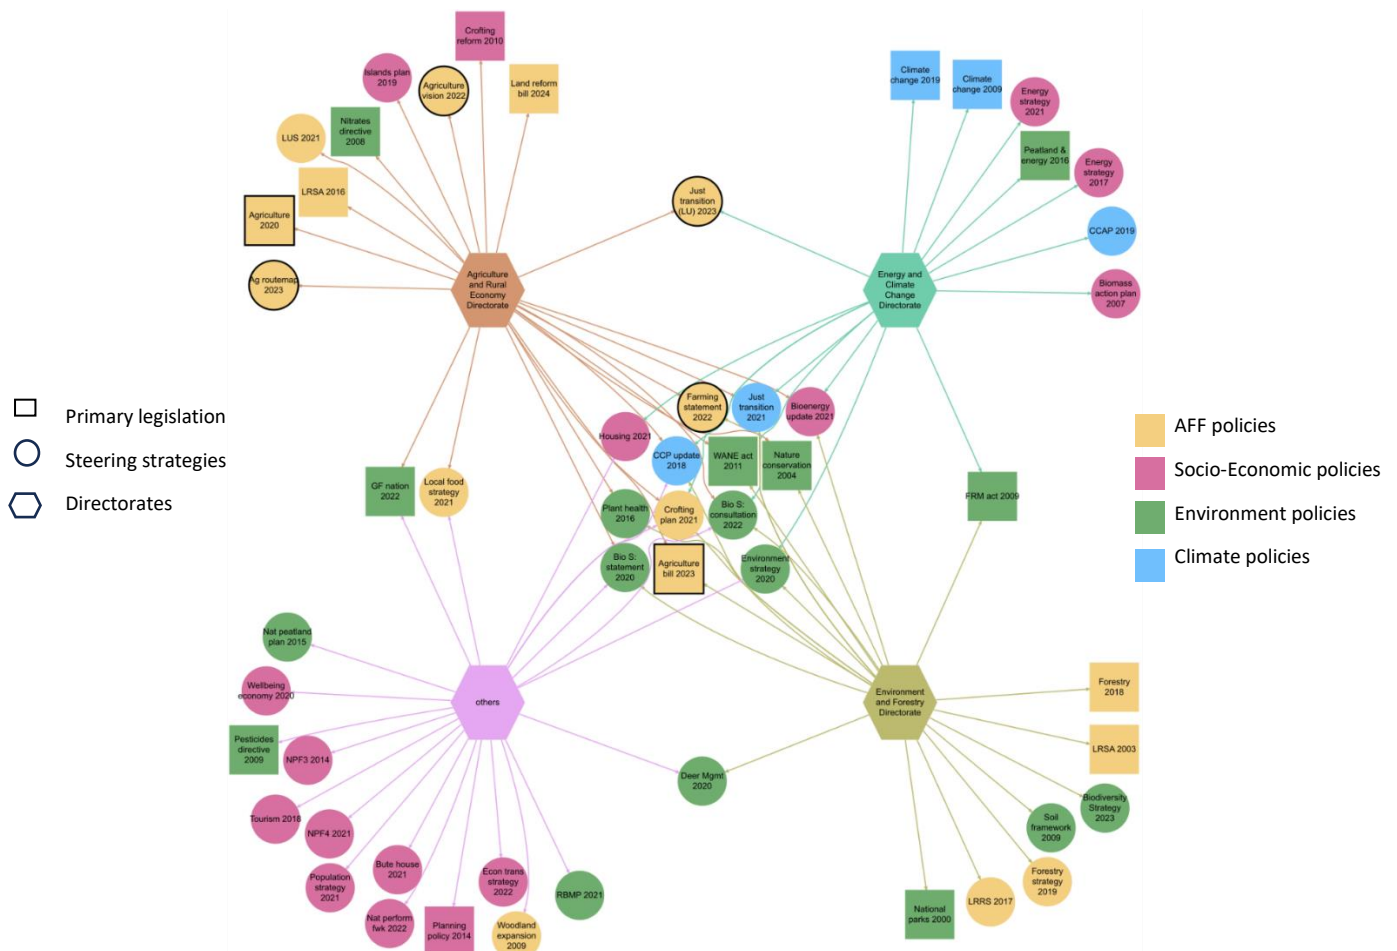 Crofting
reform 2010
Islands plan
2019
Agriculture
vision 2022
Land reform
bill 2024
Climate
change 2019
Climate
change 2009
Energy
strategy
2021
LUS 2021
Nitrates
directive
2008
Peatland &
energy 2016
Energy
strategy
2017
LRSA 2016
Just
transition
(LU) 2023
Agriculture
2020
CCAP 2019
Ag routemap
2023
Agriculture
and Rural
Economy
Directorate
Energy and
Climate
Change
Directorate
Biomass
action plan
2007
Primary legislation
Steering strategies
Directorates
Farming
statement
2022
Just
transition
2021
Bioenergy
update 2021
Housing 2021
CCP update
2018
WANE act
2011
Nature
conservation
2004
AFF policies
Socio-Economic policies
Environment policies
Climate policies
GF nation
2022
Local food
strategy
2021
FRM act 2009
Plant health
2016
Crofting
plan 2021
Bio S:
consultation
2022
Bio S:
statement
2020
Agriculture
bill 2023
Environment
strategy
2020
Nat peatland
plan 2015
Wellbeing
economy 2020
others
Environment
and Forestry
Directorate
Forestry
2018
Pesticides
directive
2009
NPF3 2014
LRSA 2003
Deer Mgmt
2020
Tourism 2018
NPF4 2021
Biodiversity
Strategy
2023
Soil
framework
2009
Population
strategy
2021
Bute house
2021
Econ trans
strategy
2022
RBMP 2021
Forestry
strategy
2019
Nat perform
fwk 2022
Planning
policy 2014
Woodland
expansion
2009
National
parks 2000
LRRS 2017